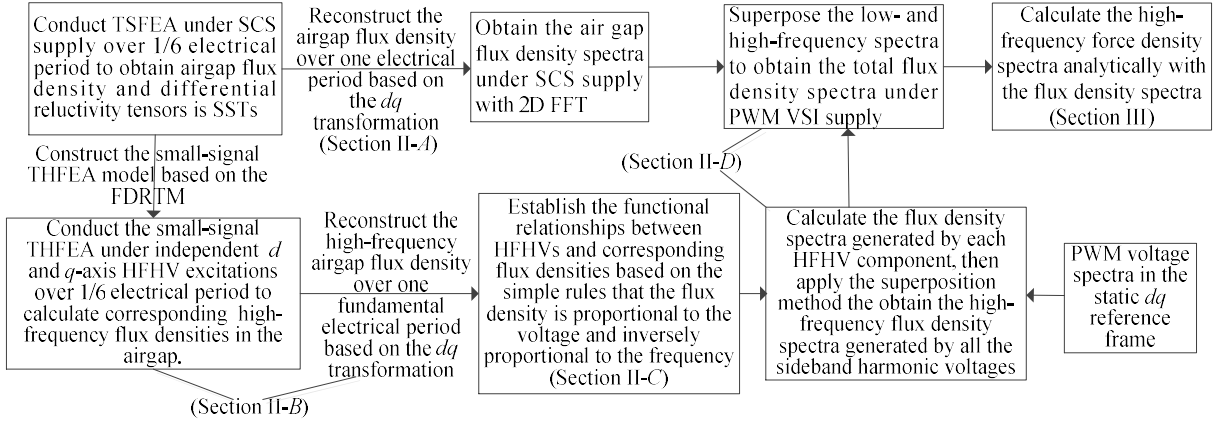 Conduct TSFEA under SCS
supply over 1/6 electrical
period to obtain airgap flux
density and differential
reluctivity tensors is SSTs
Reconstruct the
airgap flux density
over one electrical
period based on
the dq
transformation
(Section II-A)
Obtain the air gap
flux density spectra
under SCS supply
with 2D FFT
Superpose the low- and
high-frequency spectra
to obtain the total flux
density spectra under
PWM VSI supply
Calculate the high-
frequency force density
spectra analytically with
the flux density spectra
(Section III)
Construct the small-signal
THFEA model based on the
FDRTM
(Section II-D)
Conduct the small-signal
THFEA under independent d
and q-axis HFHV excitations
over 1/6 electrical period to
calculate corresponding high-
frequency flux densities in the
airgap.
Reconstruct the
high-frequency
airgap flux density
over one
fundamental
electrical period
based on the dq
transformation
Establish the functional
relationships between
HFHVs and corresponding
flux densities based on the
simple rules that the flux
density is proportional to the
voltage and inversely
proportional to the frequency
(Section II-C)
Calculate the flux density
spectra generated by each
HFHV component, then
apply the superposition
method the obtain the high-
frequency flux density
spectra generated by all the
sideband harmonic voltages
PWM voltage
spectra in the
static dq
reference
frame
(Section II-B)